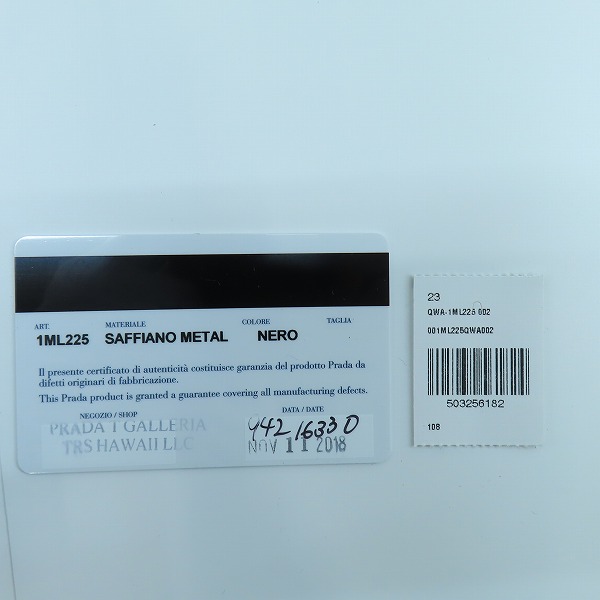 ART. MATERIALE COLORE TAGLIA
1ML225 SAFFIANO METAL NERO
Il presente certificato di autenticità costituisce garanzia del prodotto Prada da
difetti originari di fabbricazione.
This Prada product is granted a guarantee covering all manufacturing defects.
NEGOZIO / SHOP DATA / DATE
PRADA T GALLERIA 942 16330
TRS HAWAII LLC NOV 11 2018
23
QWA-1ML225 002
001ML225QWA002
503256182
108